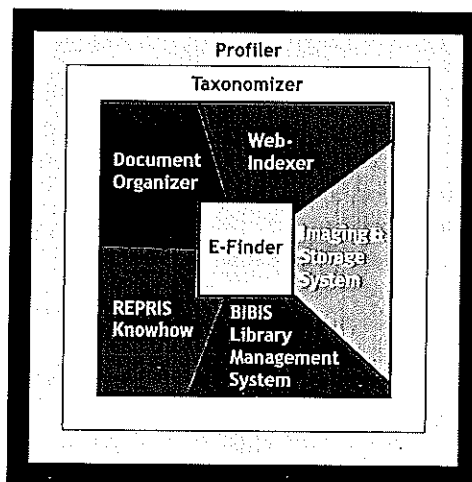 Profiler
Taxonomizer
Document
Organizer
Web-
Indexer
E-Finder
Imaging &
Storage
System
REPRIS
Knowhow
BIBIS
Library
Management
System